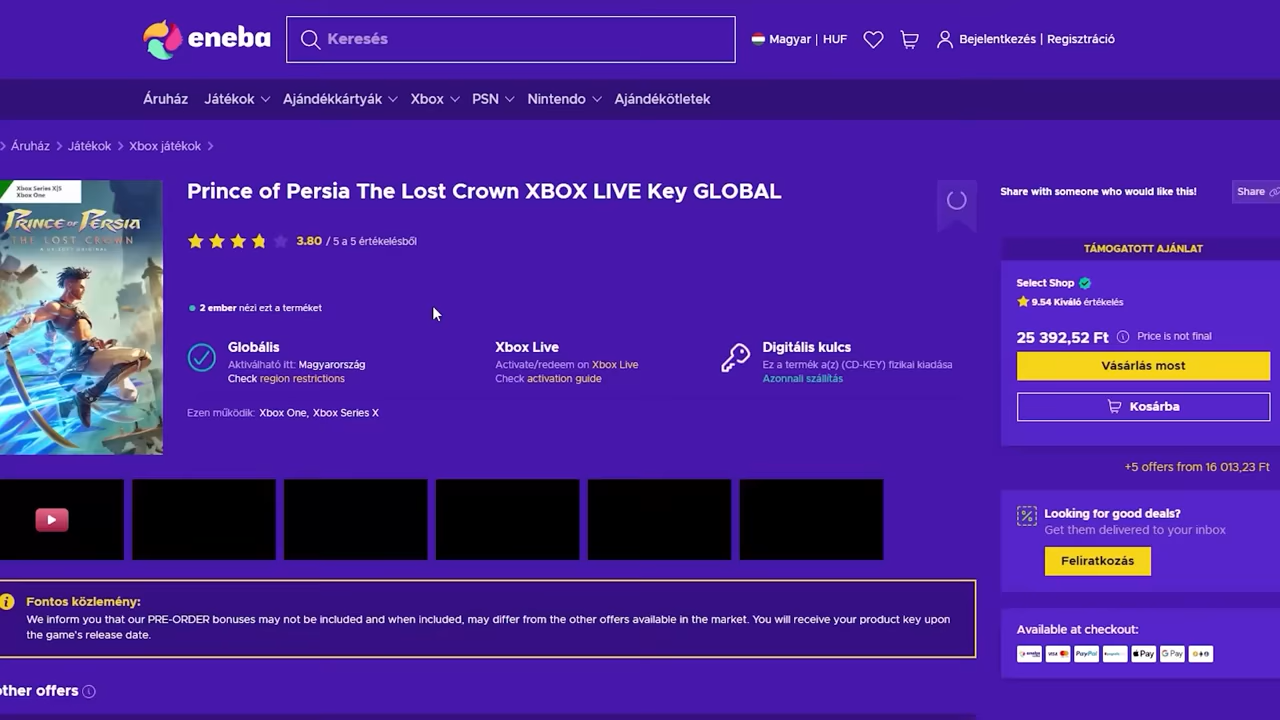 eneba
Keresés
Magyar | HUF
Bejelentkezés | Regisztráció
Áruház
Játékok
Ajándékkártyák
Xbox
PSN
Nintendo
Ajándékötletek
Áruház
Játékok
Xbox játékok
Xbox Series X|S
Xbox One
PRINCE OF PERSIA
THE LOST CROWN
Prince of Persia The Lost Crown XBOX LIVE Key GLOBAL
3.80 / 5 a 5 értékelésből
2 ember nézi ezt a terméket
Globális
Aktiválható itt: Magyarország
Check region restrictions
Xbox Live
Activate/redeem on Xbox Live
Check activation guide
Digitális kulcs
Ez a termék a(z) (CD-KEY) fizikai kiadása
Azonnali szállítás
Ezen működik: Xbox One, Xbox Series X
Share with someone who would like this!
Share
TÁMOGATOTT AJÁNLAT
Select Shop
9.54 Kiváló értékelés
25 392,52 Ft
Price is not final
Vásárlás most
Kosárba
+5 offers from 16 013,23 Ft
Looking for good deals?
Get them delivered to your inbox
Feliratkozás
Fontos közlemény:
We inform you that our PRE-ORDER bonuses may not be included and when included, may differ from the other offers available in the market. You will receive your product key upon
the game's release date.
Available at checkout:
VISA
PayPal
Apple Pay
G Pay
other offers